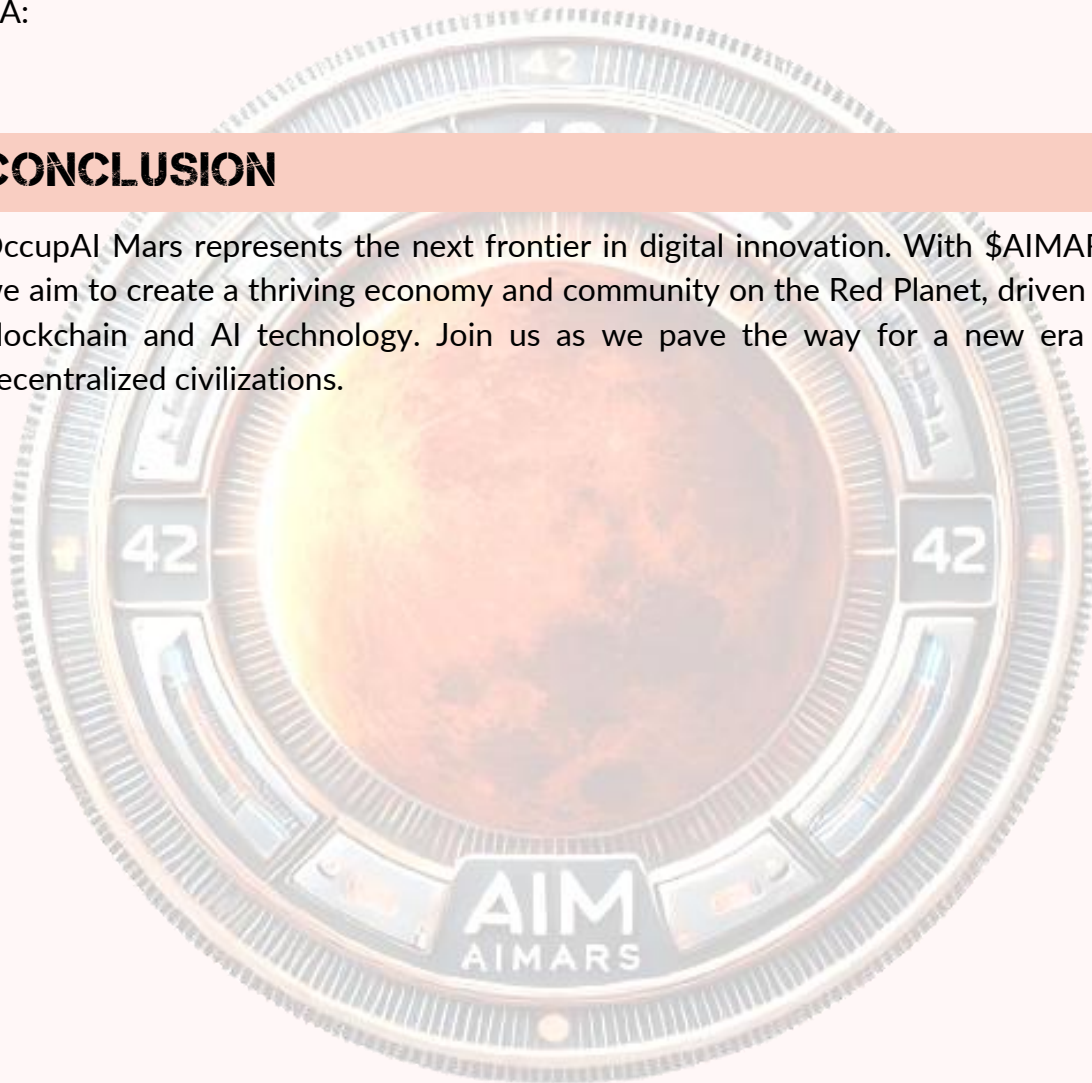 A:
42
CONCLUSION
OccupAI Mars represents the next frontier in digital innovation. With $AIMAR
we aim to create a thriving economy and community on the Red Planet, driven
lockchain and AI technology. Join us as we pave the way for a new era
ecentralized civilizations.
42 42
AIM
AIMARS